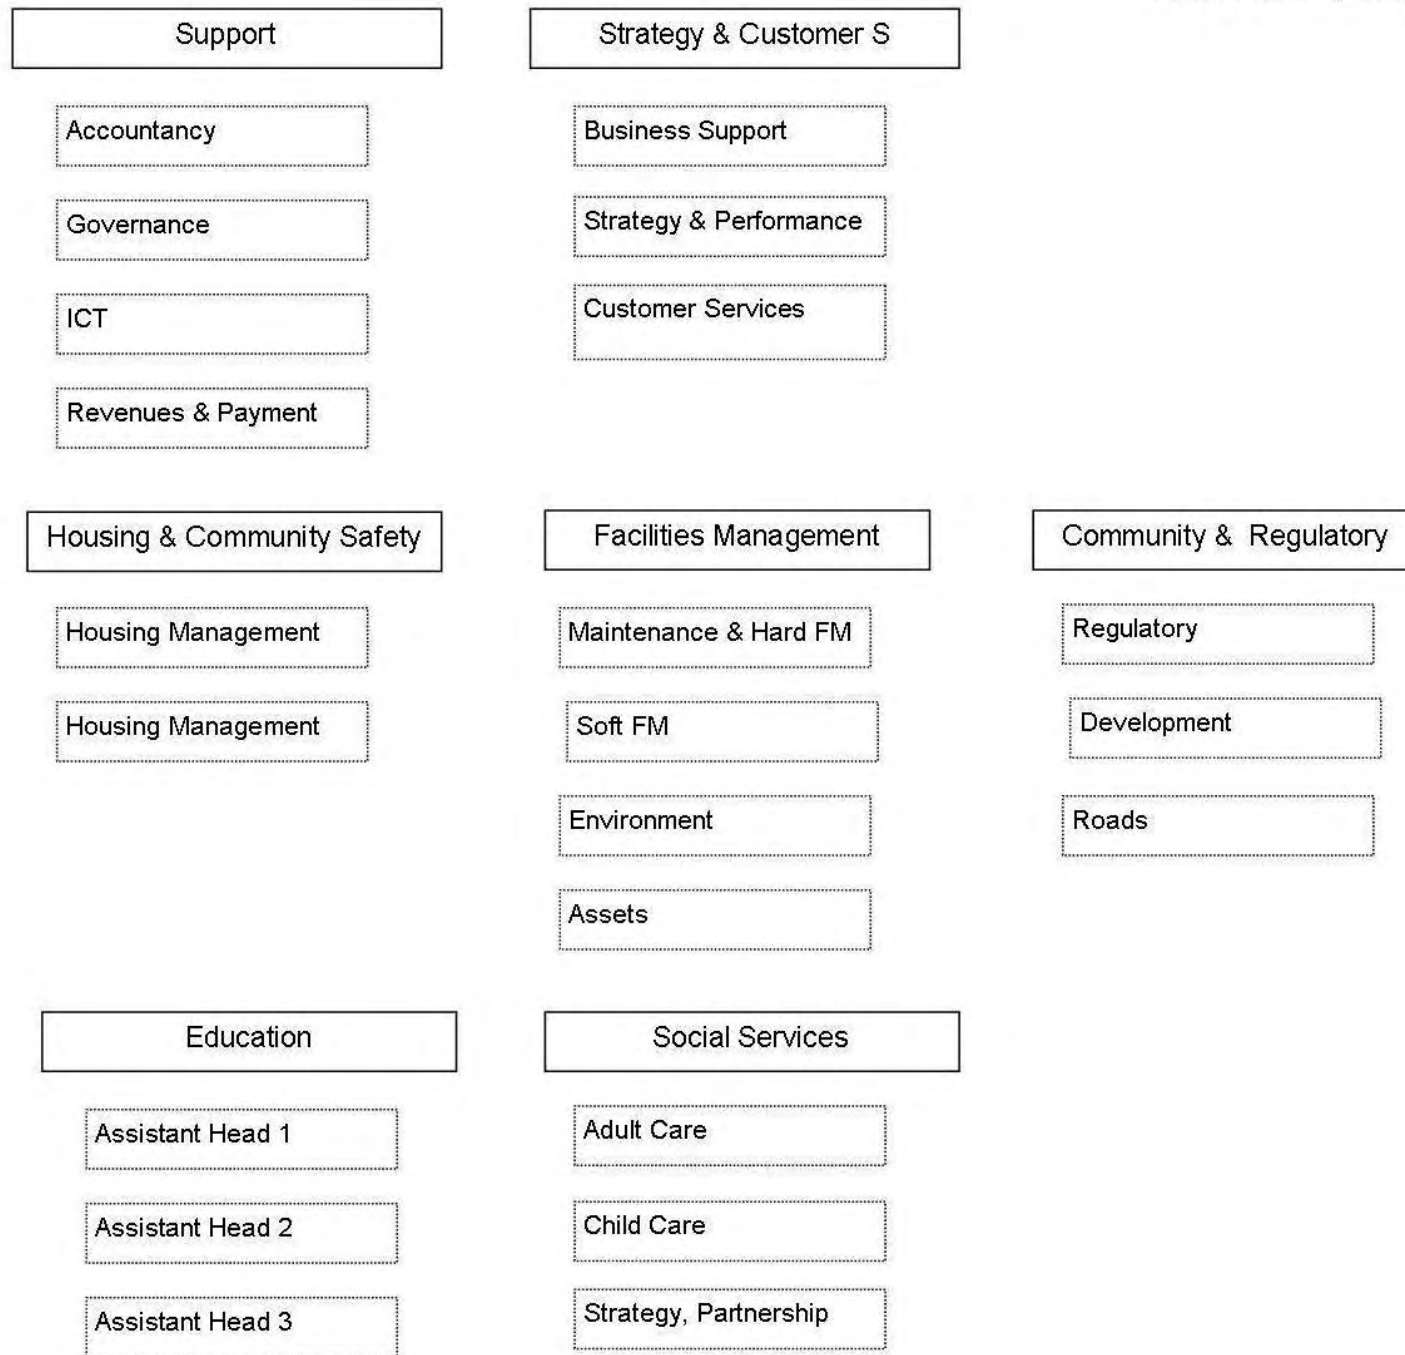 Support
Accountancy
Governance
ICT
Revenues & Payment
Strategy & Customer S
Business Support
Strategy & Performance
Customer Services
Housing & Community Safety
Housing Management
Housing Management
Facilities Management
Maintenance & Hard FM
Soft FM
Environment
Assets
Community & Regulatory
Regulatory
Development
Roads
Education
Assistant Head 1
Assistant Head 2
Assistant Head 3
Social Services
Adult Care
Child Care
Strategy, Partnership